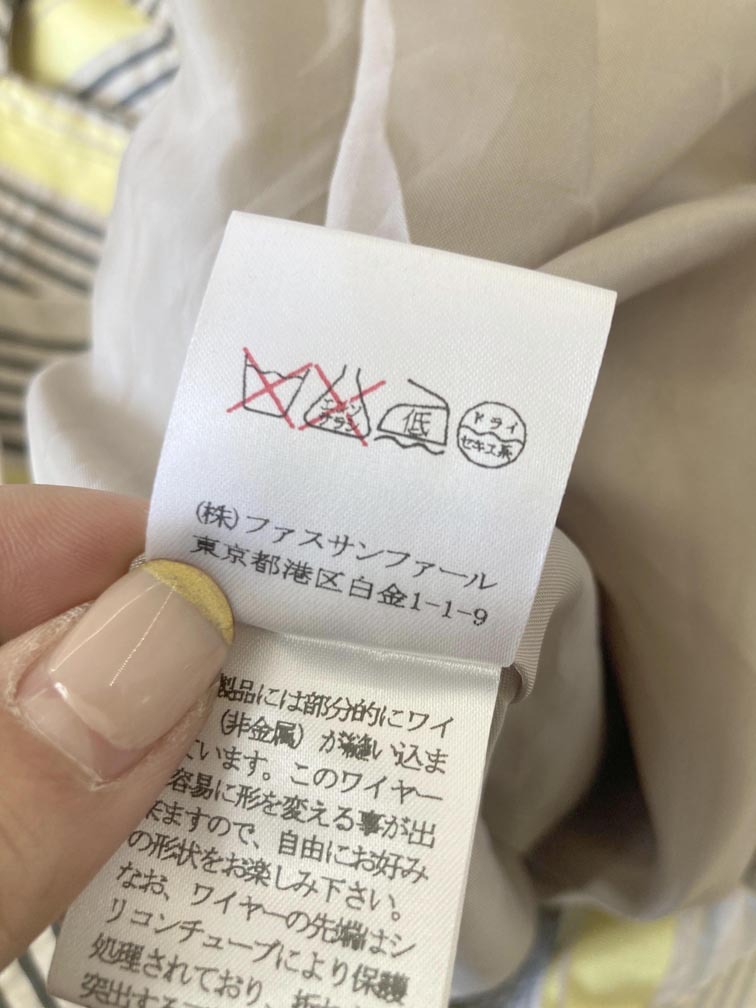 エンソ
サラシ
低
ドライ
セキユ系
(株)ファスサンファール
東京都港区白金1-1-9
製品には部分的にワイ
(非金属)が縫い込ま
ています。このワイヤー
容易に形を変える事が出
来ますので、自由にお好み
の形状をお楽しみ下さい。
なお、ワイヤーの先端はシ
リコンチューブにより保護
処理されており、折
突出する